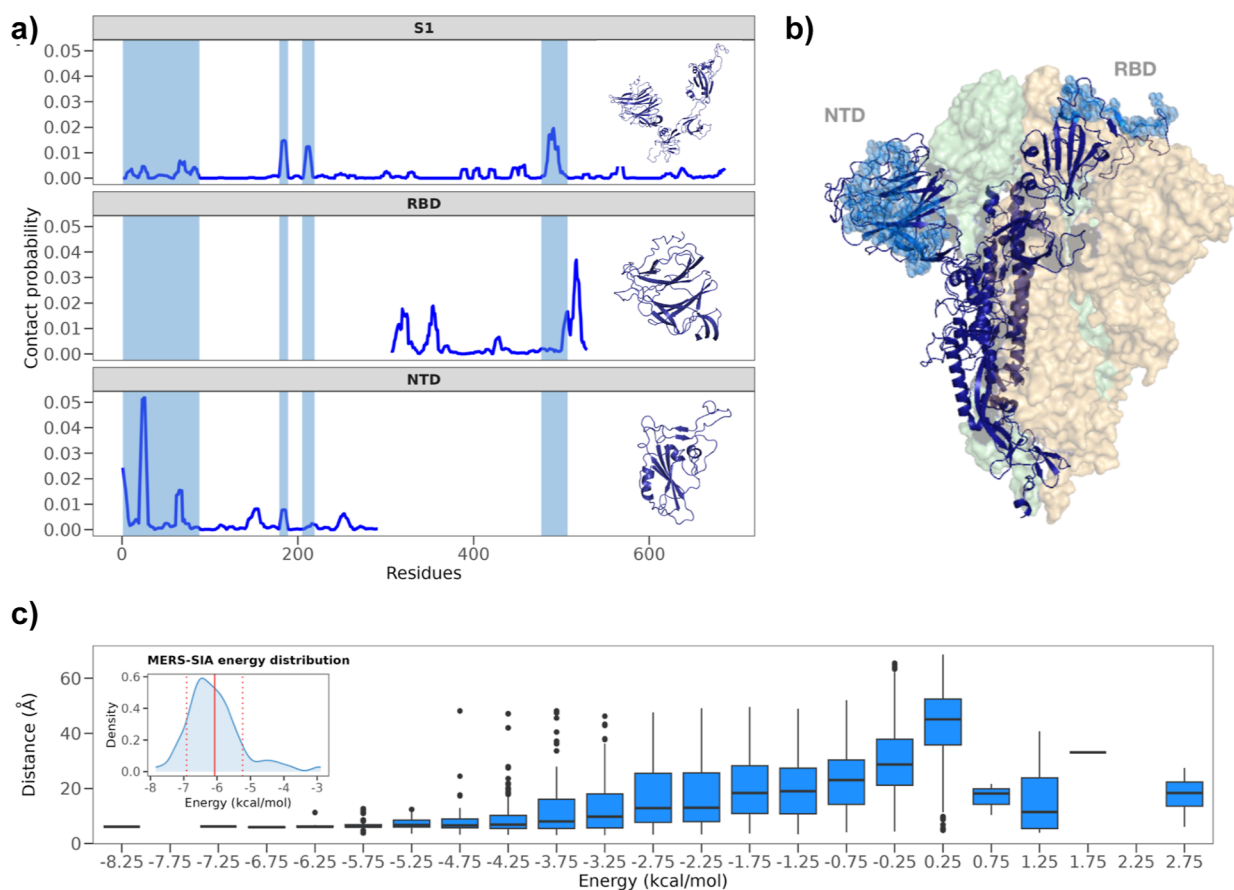 a)
S1
0.05
0.04
0.03
0.02
0.01
0.00
RBD
0.05
0.04
0.03
0.02
0.01
0.00
NTD
0.05
0.04
0.03
0.02
0.01
0.00
Contact probability
0 200 400 600
Residues
b)
RBD
NTD
c)
MERS-SIA energy distribution
0.6
0.4
0.2
0.0
Density
-8 -7 -6 -5 -4 -3
Energy (kcal/mol)
60
40
20
0
Distance (Å)
-8.25 -7.75 -7.25 -6.75 -6.25 -5.75 -5.25 -4.75 -4.25 -3.75 -3.25 -2.75 -2.25 -1.75 -1.25 -0.75 -0.25 0.25 0.75 1.25 1.75 2.25 2.75
Energy (kcal/mol)